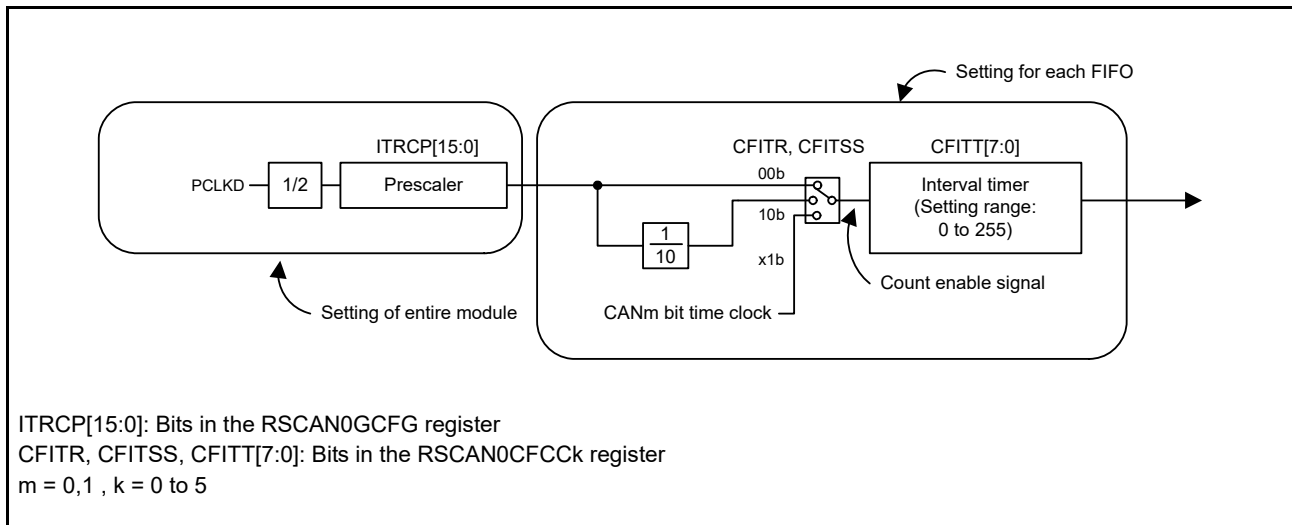 Setting for each FIFO
ITRCP[15:0]
CFITR, CFITSS
CFITT[7:0]
PCLKD
1/2
Prescaler
00b
10b
x1b
1
10
Interval timer
(Setting range:
0 to 255)
Count enable signal
Setting of entire module
CANm bit time clock
ITRCP[15:0]: Bits in the RSCAN0GCFG register
CFITR, CFITSS, CFITT[7:0]: Bits in the RSCAN0CFCCk register
m = 0,1 , k = 0 to 5